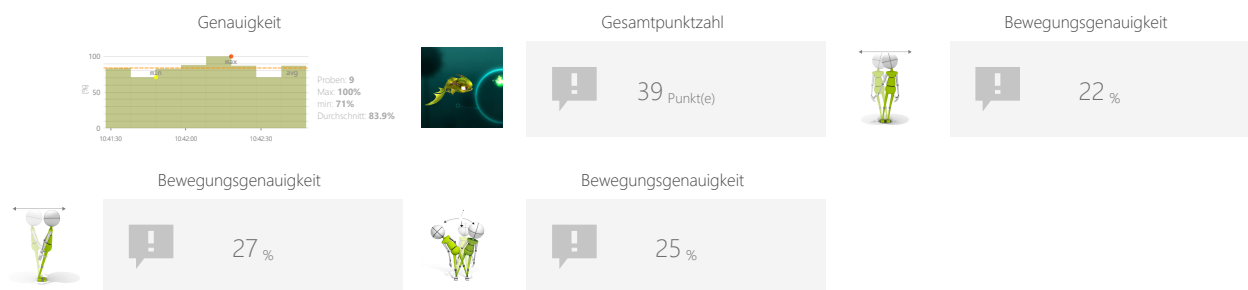 Genauigkeit
100
50
0
[%]
min
max
avg
10:41:30
10:42:00
10:42:30
Proben: 9
Max: 100%
min: 71%
Durchschnitt: 83.9%
Gesamtpunktzahl
39 Punkt(e)
Bewegungsgenauigkeit
22 %
Bewegungsgenauigkeit
27 %
Bewegungsgenauigkeit
25 %